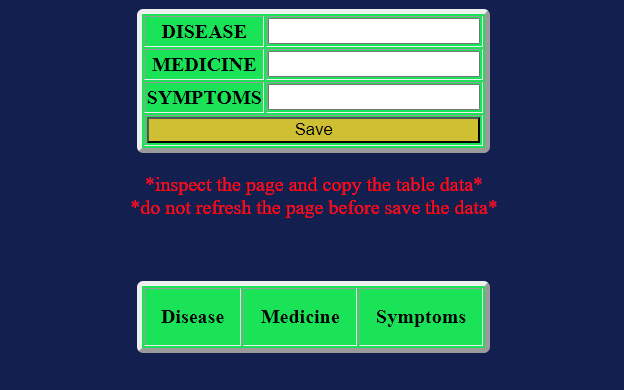 DISEASE
MEDICINE
SYMPTOMS
Save
*inspect the page and copy the table data*
*do not refresh the page before save the data*
Disease Medicine Symptoms